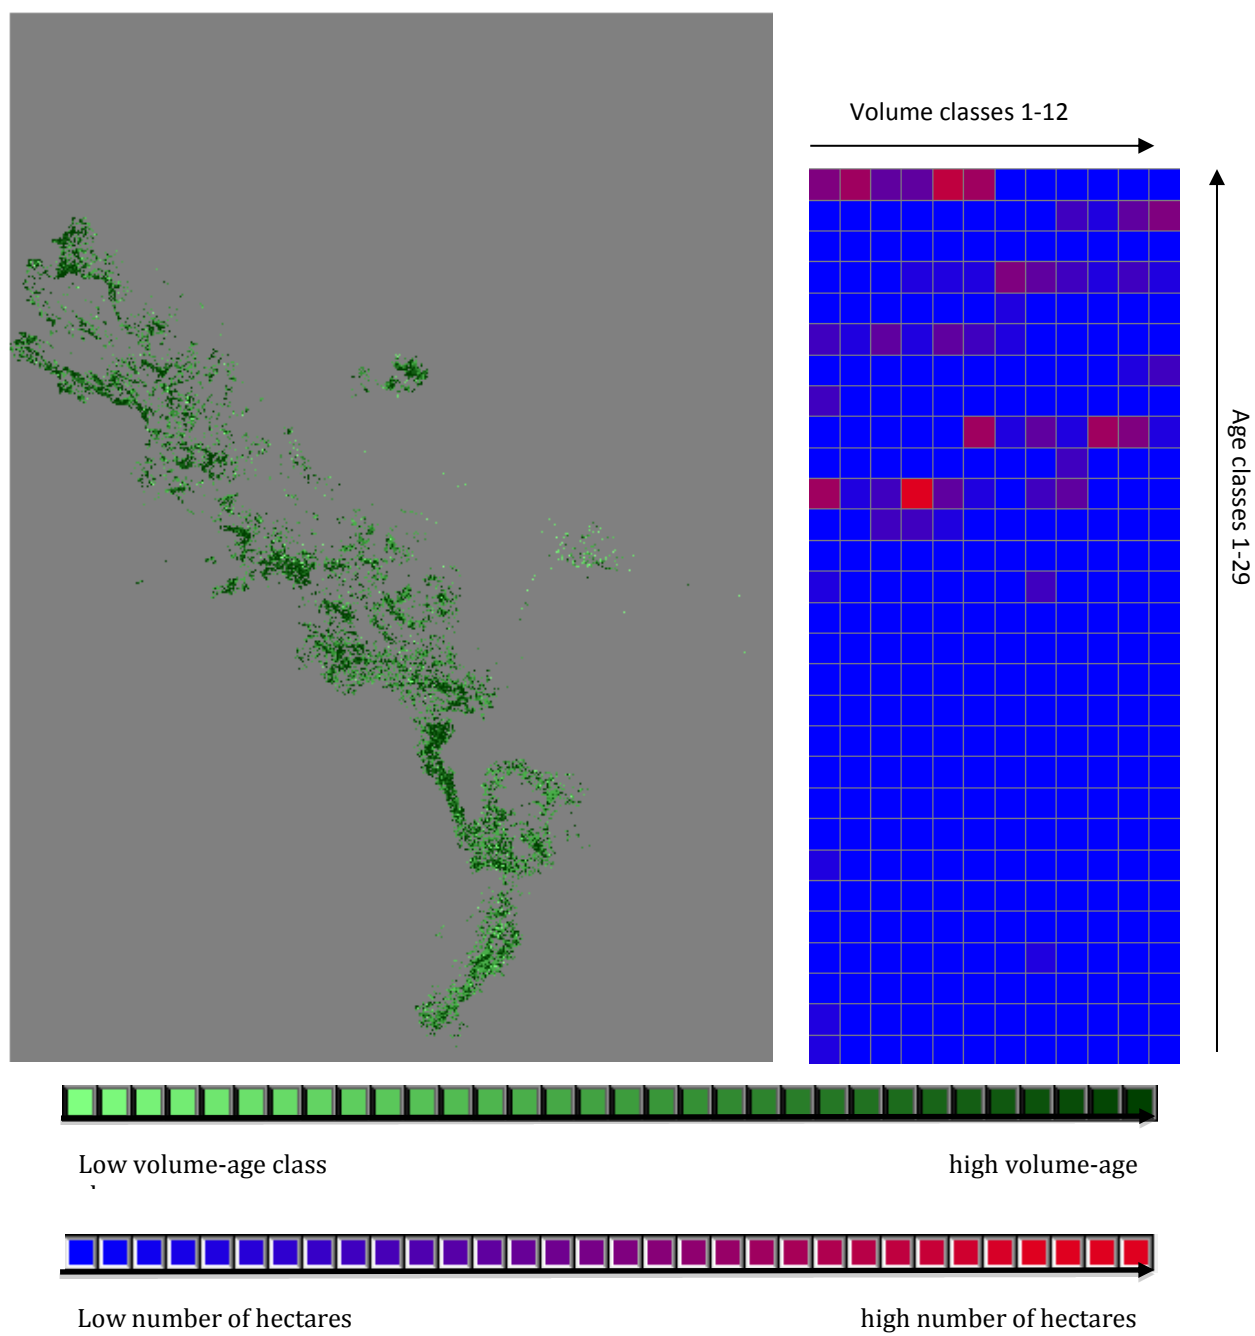 Volume classes 1-12
Age classes 1-29
Low volume-age class
high volume-age
Low number of hectares
high number of hectares